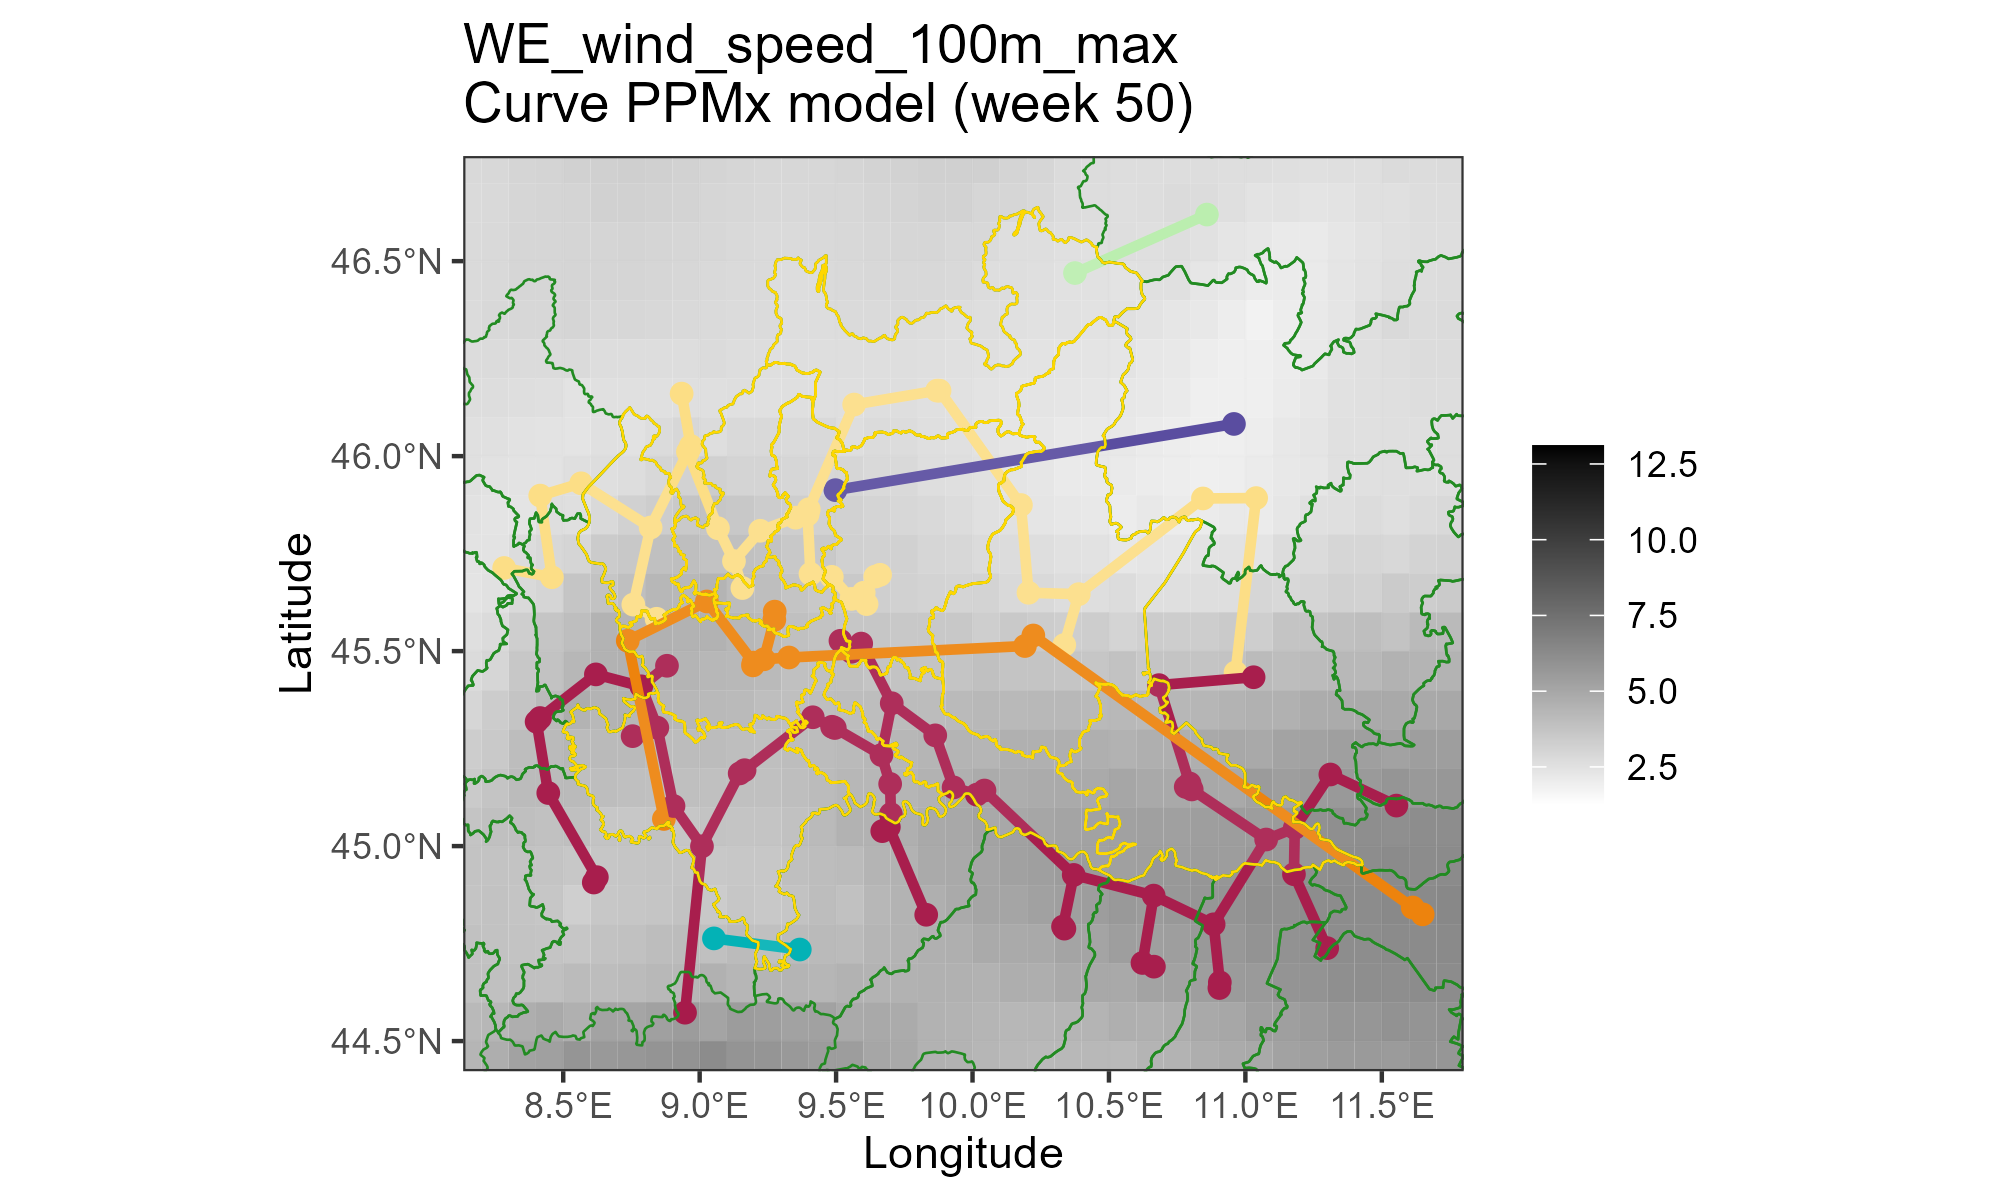 WE_wind_speed_100m_max
Curve PPMx model (week 50)
46.5°N
46.0°N
45.5°N
45.0°N
44.5°N
Latitude
8.5°E 9.0°E 9.5°E 10.0°E 10.5°E 11.0°E 11.5°E
Longitude
12.5
10.0
7.5
5.0
2.5